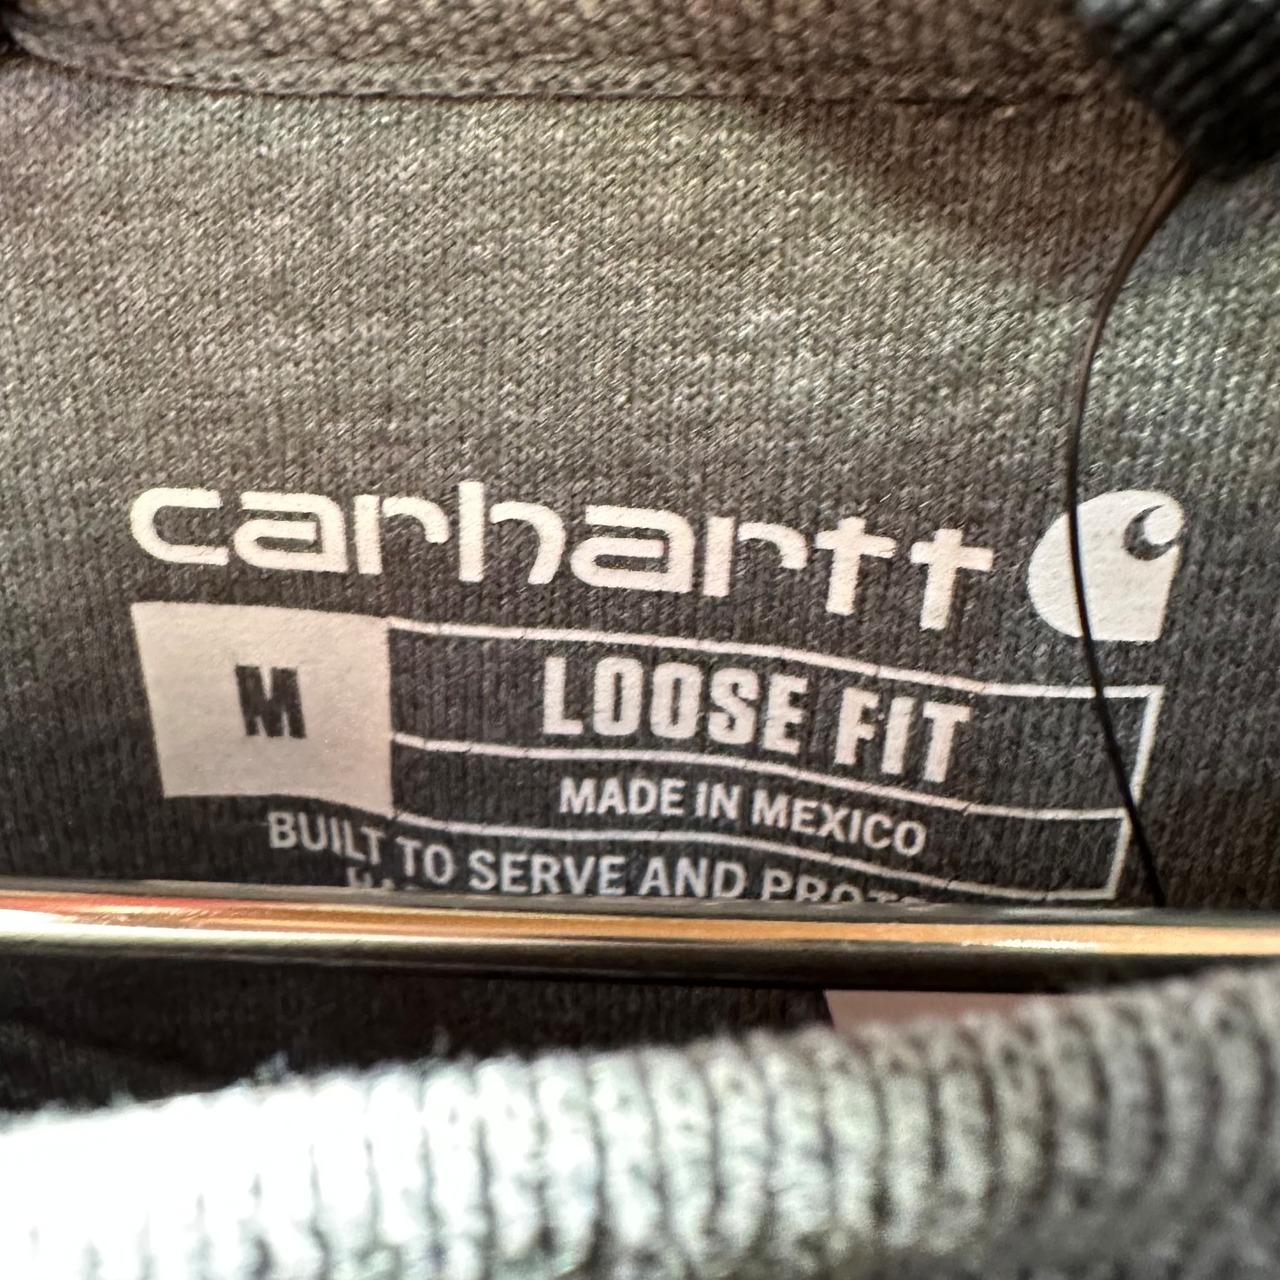 carhartt
M
LOOSE FIT
MADE IN MEXICO
BUILT TO SERVE AND